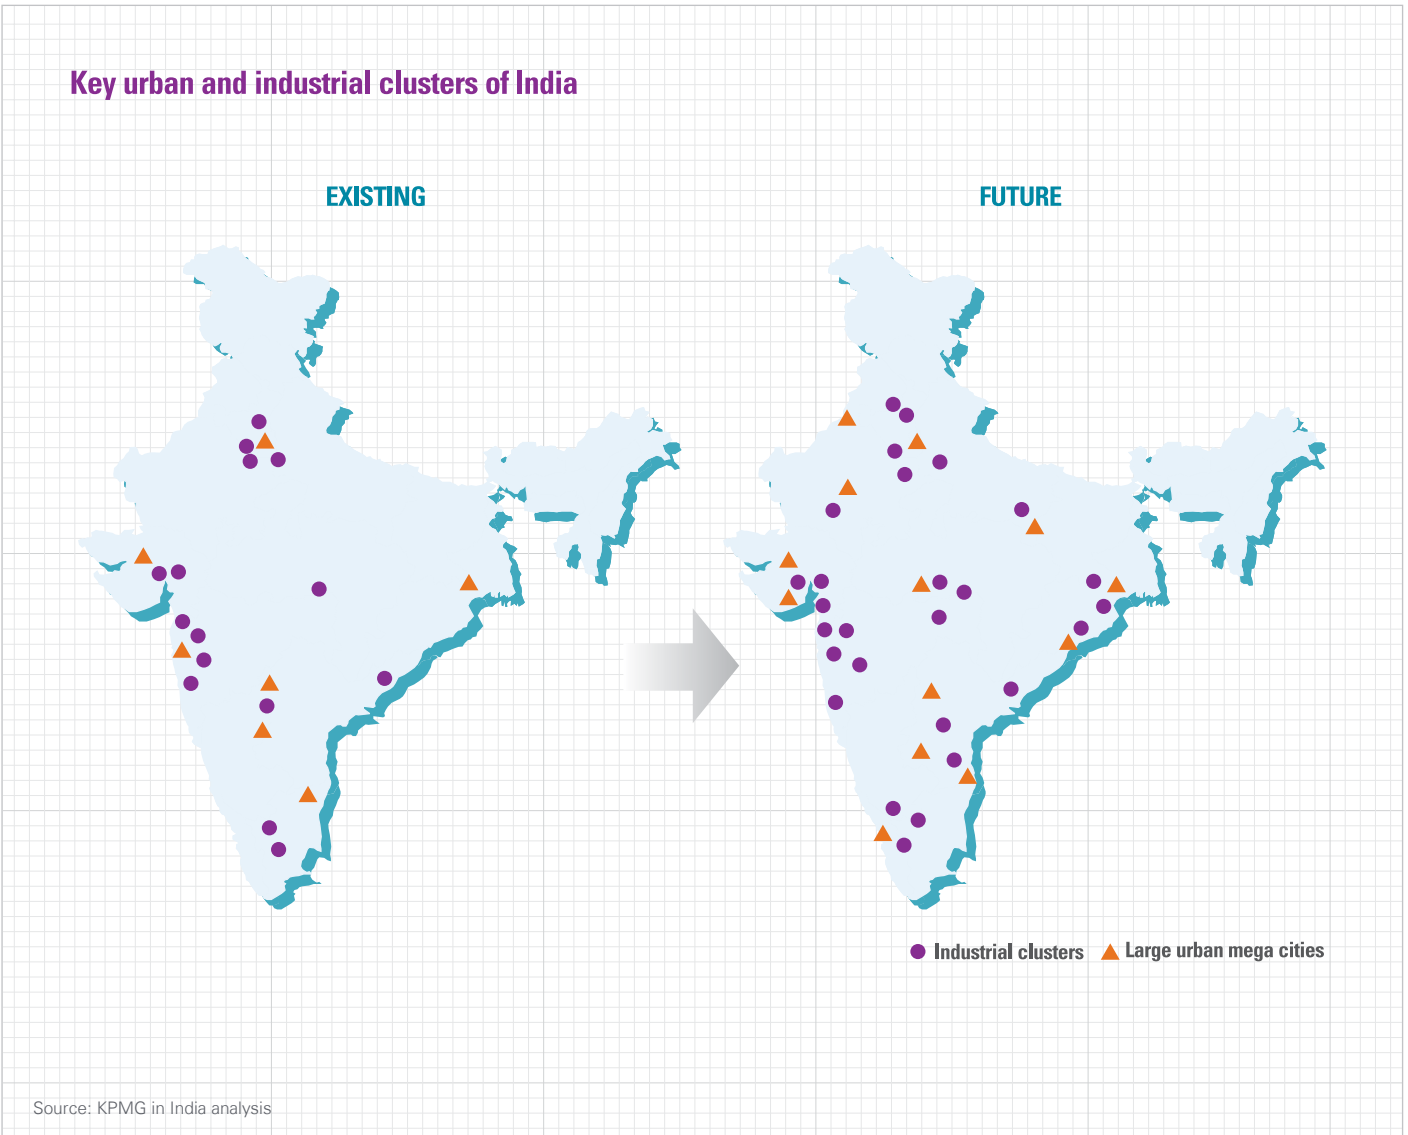 Key urban and industrial clusters of India
EXISTING
FUTURE
Industrial clusters
Large urban mega cities
Source: KPMG in India analysis